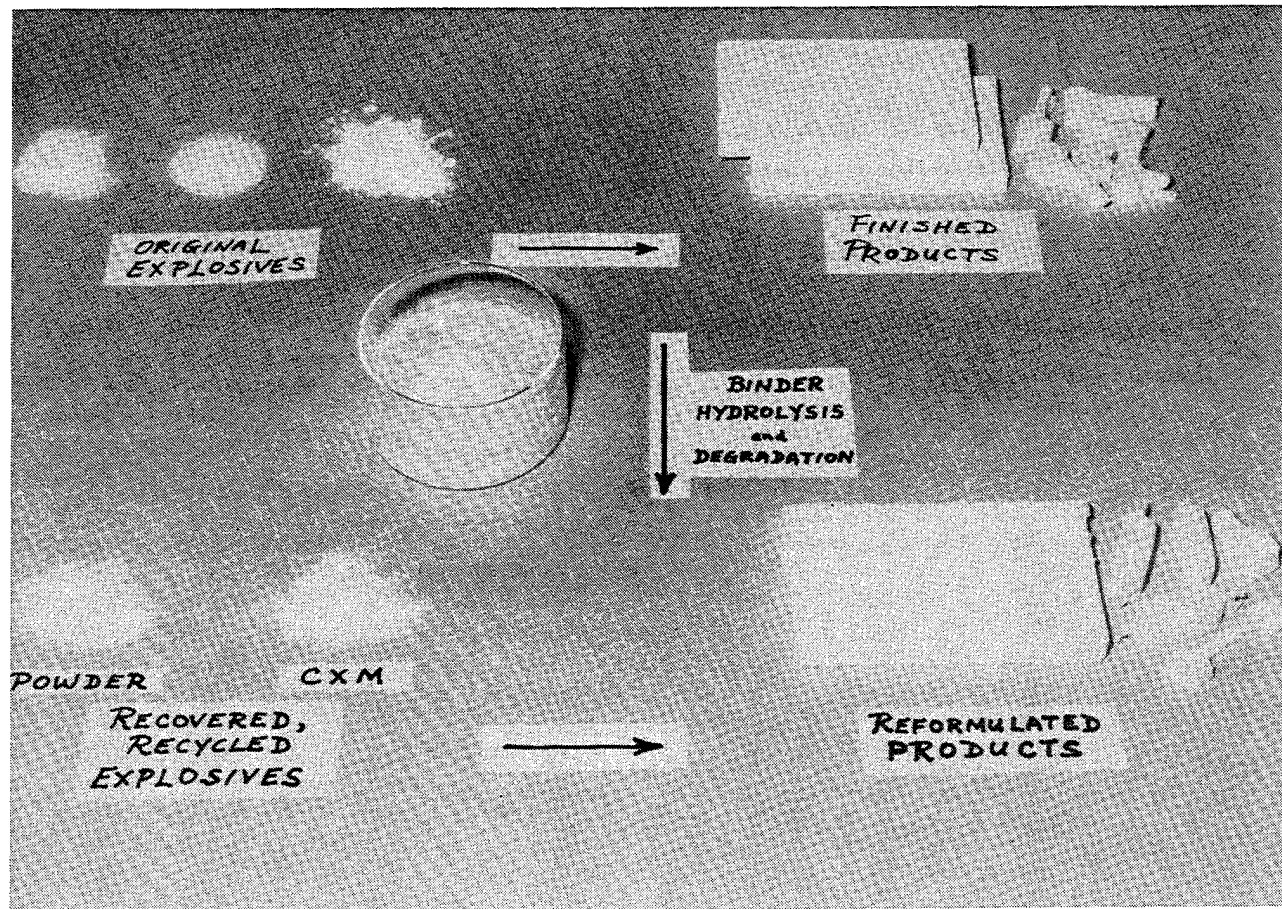 ORIGINAL
EXPLOSIVES
FINISHED
PRODUCTS
BINDER
HYDROLYSIS
and
DEGRADATION
POWDER
CXM
RECOVERED,
RECYCLED
EXPLOSIVES
REFORMULATED
PRODUCTS